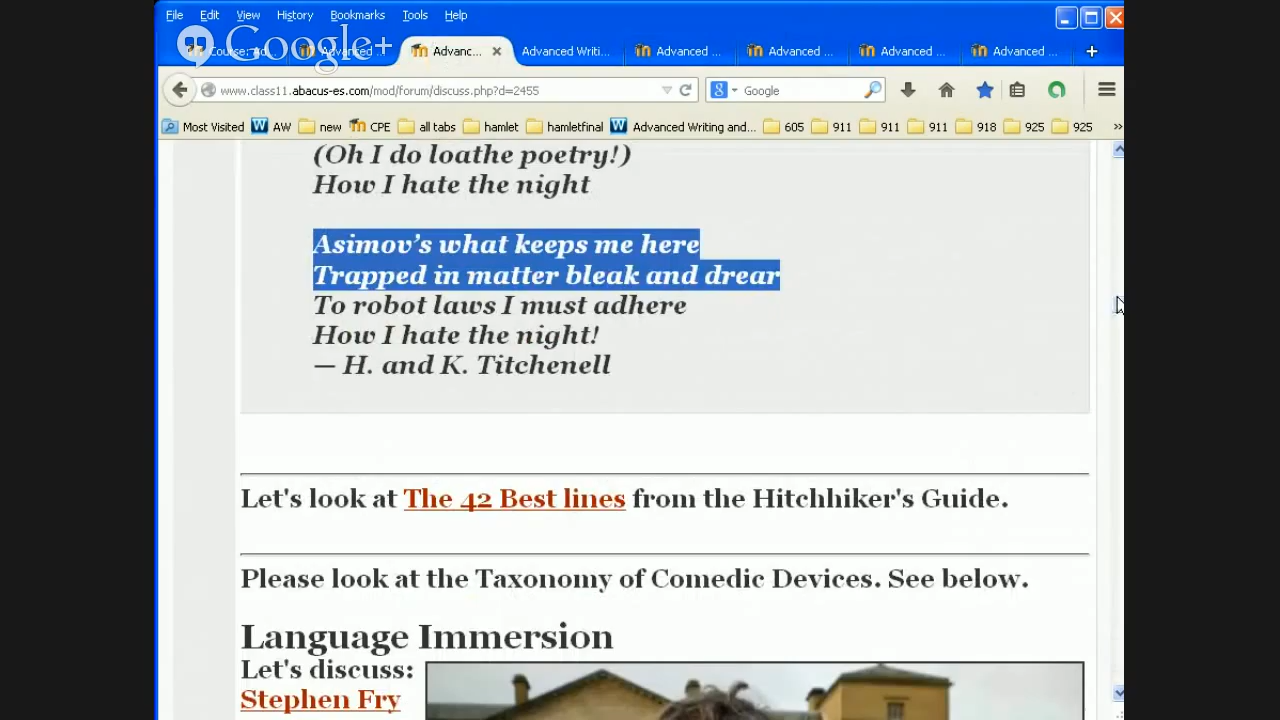 File Edit View History Bookmarks Tools Help
Google+
Course: Ad Advanced Advanc... Advanced Writi... Advanced ... Advanced ... Advanced ... Advanced ...
www.class11.abacus-es.com/mod/forum/discuss.php?d=2455 Google
Most Visited AW new CPE all tabs hamlet hamletfinal Advanced Writing and... 605 911 911 911 918 925 925 »
(Oh I do loathe poetry!)
How I hate the night
Asimov's what keeps me here
Trapped in matter bleak and drear
To robot laws I must adhere
How I hate the night!
— H. and K. Titchenell
Let's look at The 42 Best lines from the Hitchhiker's Guide.
Please look at the Taxonomy of Comedic Devices. See below.
Language Immersion
Let's discuss:
Stephen Fry